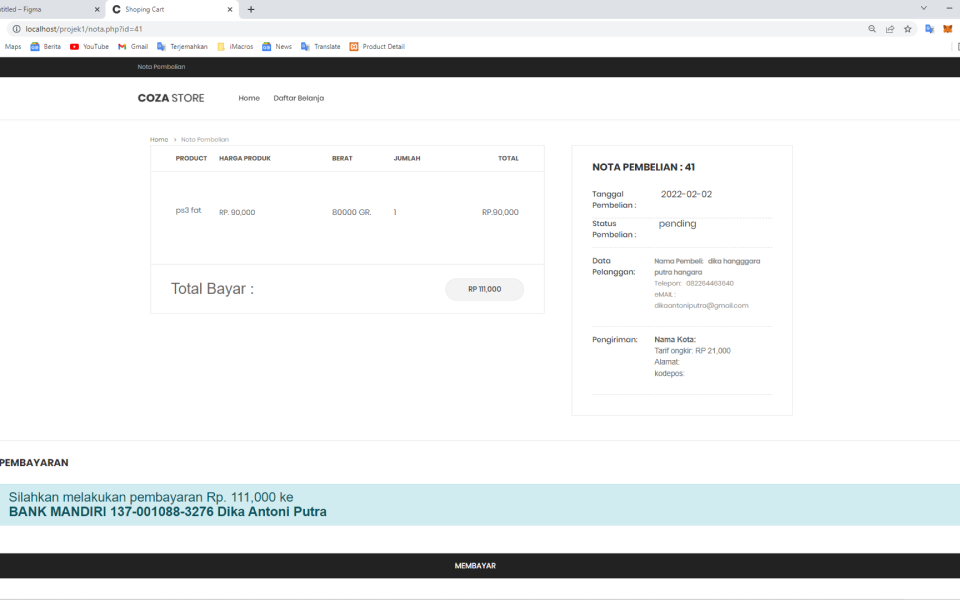 ntitled – Figma
Shoping Cart
localhost/projek1/nota.php?id=41
Maps Berita YouTube Gmail Terjemahkan iMacros News Translate Product Detail
Nota Pembelian
COZA STORE Home Daftar Belanja
Home > Nota Pembelian
PRODUCT HARGA PRODUK BERAT JUMLAH TOTAL
ps3 fat RP. 90,000 80000 GR. 1 RP.90,000
Total Bayar : RP 111,000
NOTA PEMBELIAN : 41
Tanggal 2022-02-02
Pembelian :
Status pending
Pembelian :
Data Nama Pembeli: dika hangggara
Pelanggan: putra hangara
Telepon: 082264463640
eMAIL :
dikaantoniputra@gmail.com
Pengiriman: Nama Kota:
Tarif ongkir: RP 21,000
Alamat:
kodepos:
PEMBAYARAN
Silahkan melakukan pembayaran Rp. 111,000 ke
BANK MANDIRI 137-001088-3276 Dika Antoni Putra
MEMBAYAR